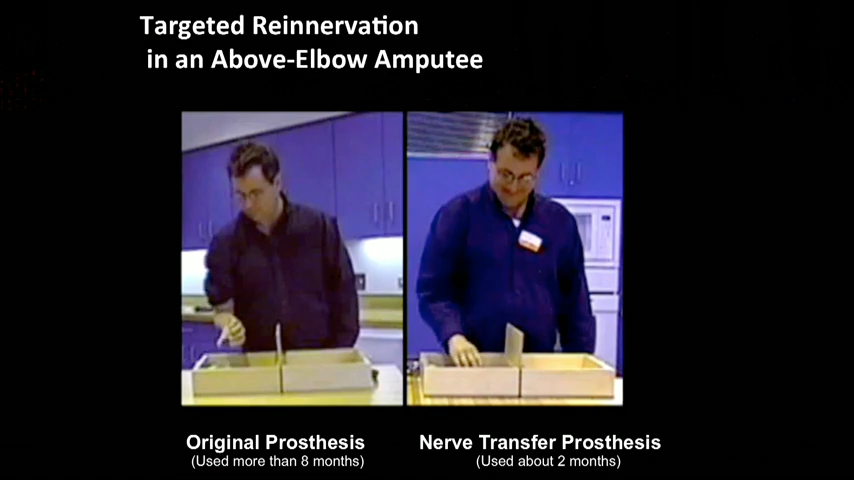 Targeted Reinnervation
in an Above-Elbow Amputee
Original Prosthesis
(Used more than 8 months)
Nerve Transfer Prosthesis
(Used about 2 months)